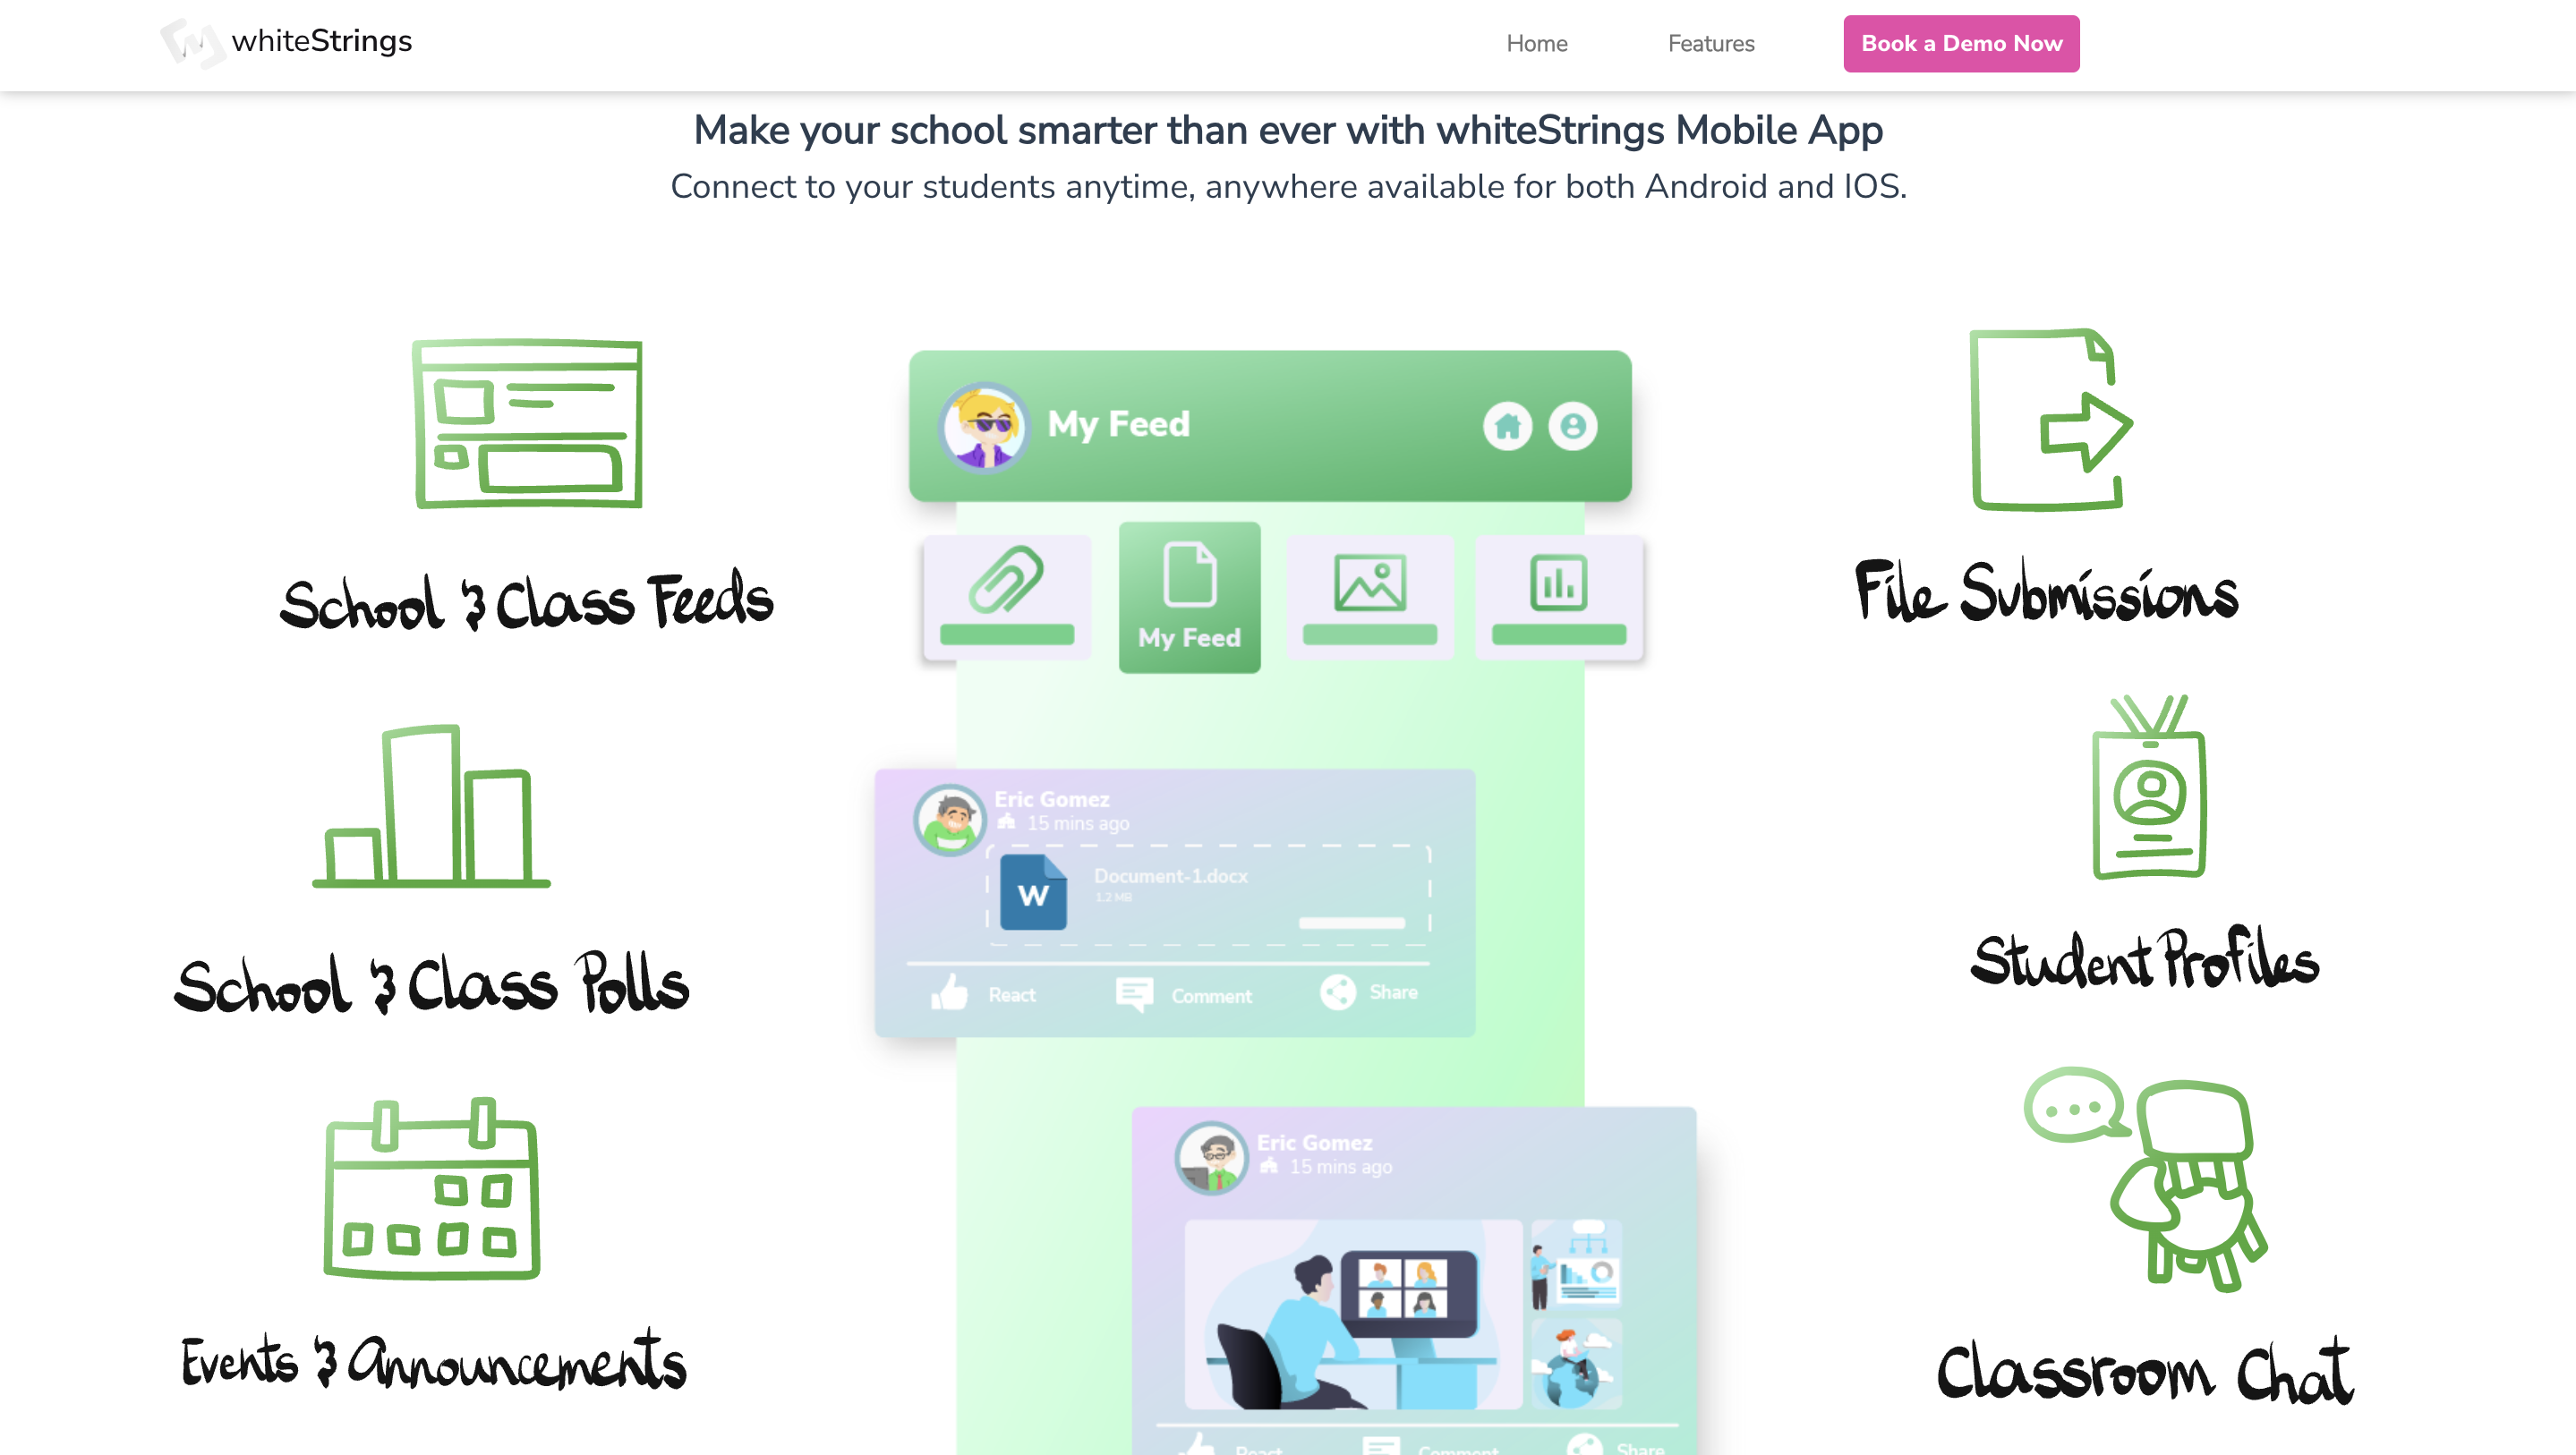 whiteStrings
Home
Features
Book a Demo Now
Make your school smarter than ever with whiteStrings Mobile App
Connect to your students anytime, anywhere available for both Android and IOS.
School & Class Feeds
School & Class Polls
Events & Announcements
My Feed
My Feed
Eric Gomez
15 mins ago
W
Document-1.docx
1.2 MB
React
Comment
Share
Eric Gomez
15 mins ago
React
Comment
Share
File Submissions
Student Profiles
Classroom Chat